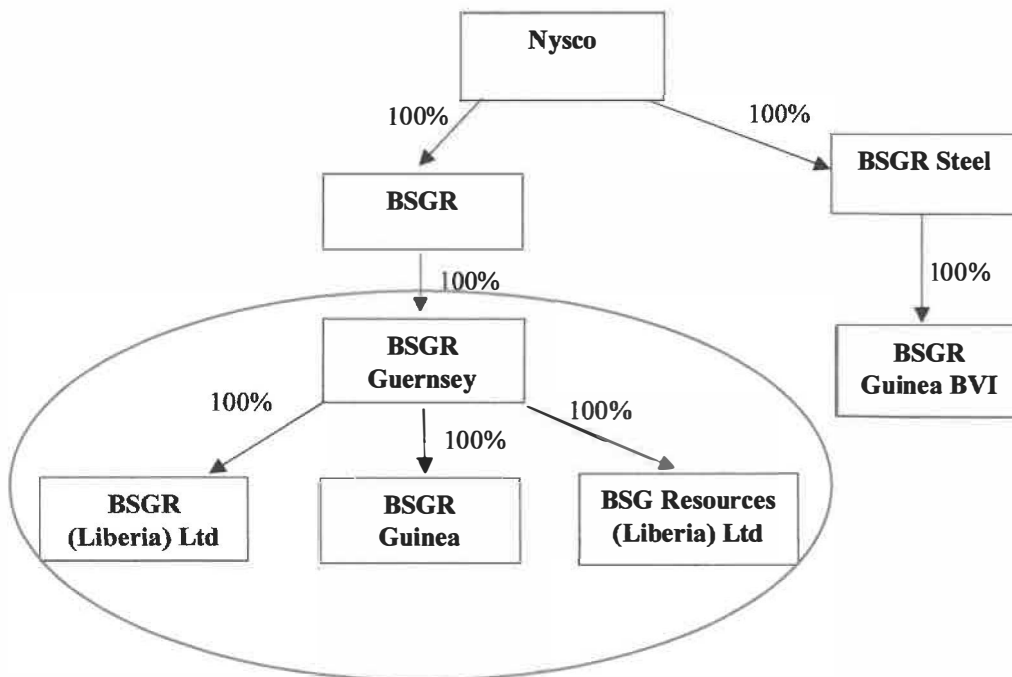 Nysco
100%
100%
BSGR Steel
BSGR
100%
100%
BSGR
Guernsey
BSGR
Guinea BVI
100%
100%
100%
BSGR
(Liberia) Ltd
BSGR
Guinea
BSG Resources
(Liberia) Ltd